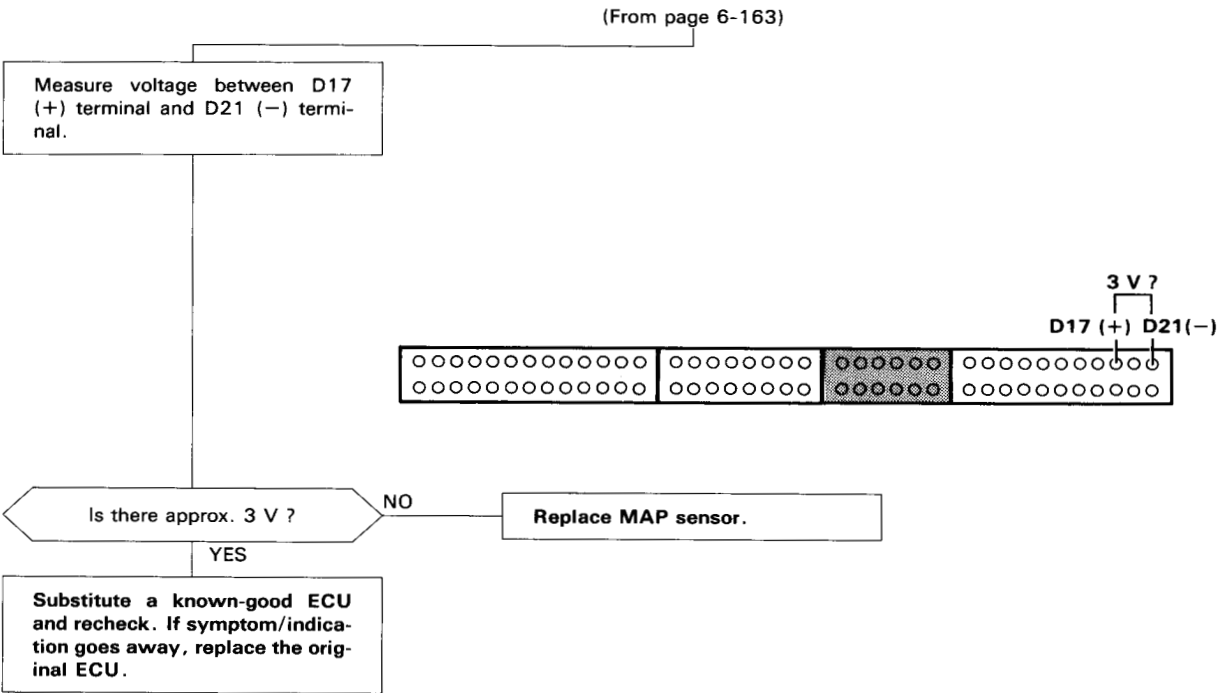 (From page 6-163)
Measure voltage between D17
(+) terminal and D21 (−) termi-
nal.
3 V ?
D17 (+) D21(−)
Is there approx. 3 V ?
NO
Replace MAP sensor.
YES
Substitute a known-good ECU
and recheck. If symptom/indica-
tion goes away, replace the orig-
inal ECU.